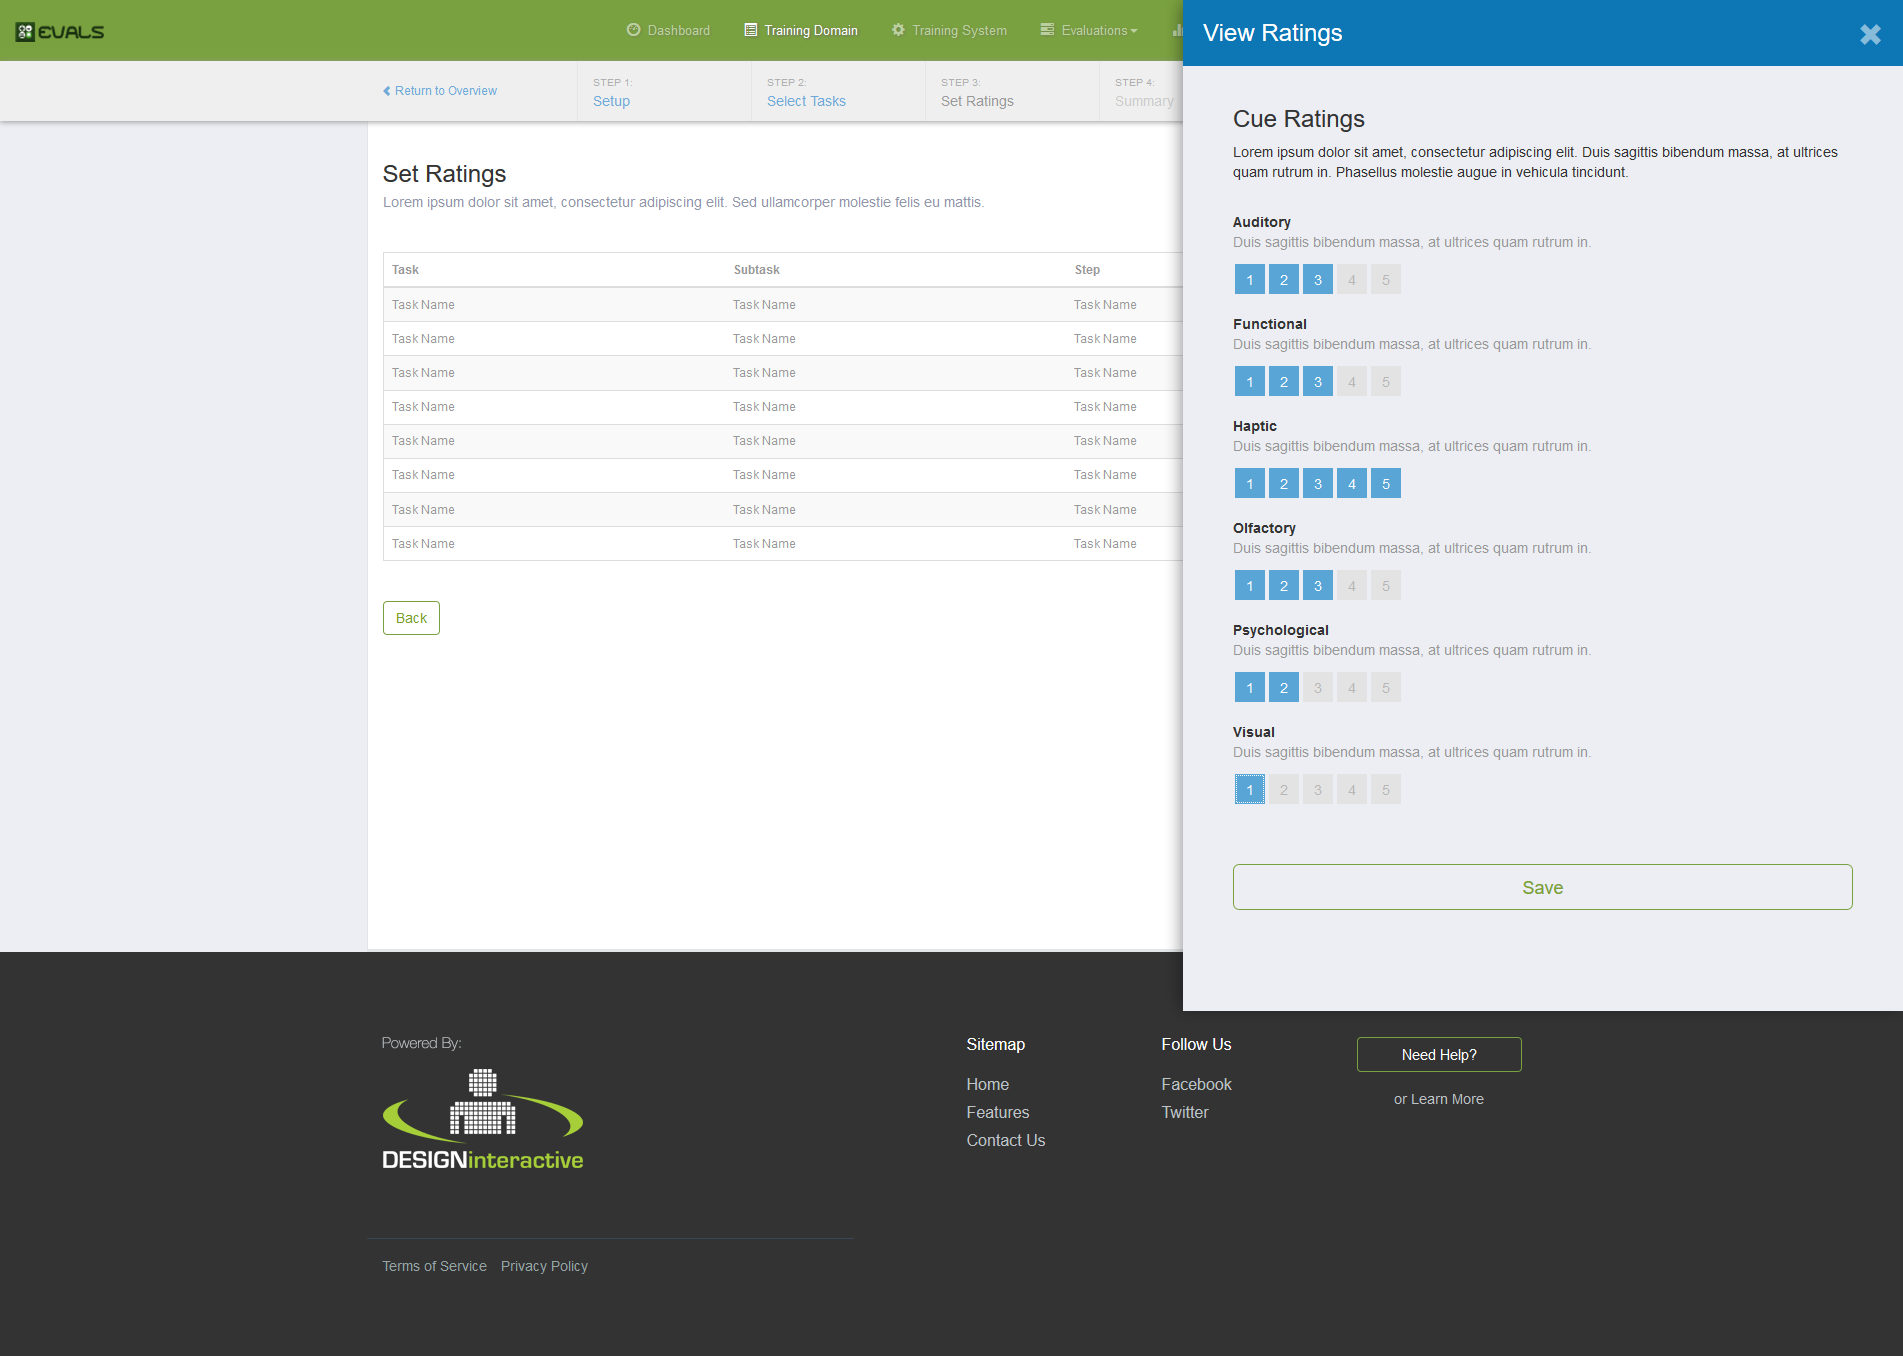 EVALS
Dashboard
Training Domain
Training System
Evaluations
Return to Overview
STEP 1:
Setup
STEP 2:
Select Tasks
STEP 3:
Set Ratings
STEP 4:
Summary
Set Ratings
Lorem ipsum dolor sit amet, consectetur adipiscing elit. Sed ullamcorper molestie felis eu mattis.
Task Subtask Step
Task Name Task Name Task Name
Task Name Task Name Task Name
Task Name Task Name Task Name
Task Name Task Name Task Name
Task Name Task Name Task Name
Task Name Task Name Task Name
Task Name Task Name Task Name
Task Name Task Name Task Name
Back
View Ratings
Cue Ratings
Lorem ipsum dolor sit amet, consectetur adipiscing elit. Duis sagittis bibendum massa, at ultrices
quam rutrum in. Phasellus molestie augue in vehicula tincidunt.
Auditory
Duis sagittis bibendum massa, at ultrices quam rutrum in.
1 2 3 4 5
Functional
Duis sagittis bibendum massa, at ultrices quam rutrum in.
1 2 3 4 5
Haptic
Duis sagittis bibendum massa, at ultrices quam rutrum in.
1 2 3 4 5
Olfactory
Duis sagittis bibendum massa, at ultrices quam rutrum in.
1 2 3 4 5
Psychological
Duis sagittis bibendum massa, at ultrices quam rutrum in.
1 2 3 4 5
Visual
Duis sagittis bibendum massa, at ultrices quam rutrum in.
1 2 3 4 5
Save
Powered By:
DESIGNinteractive
Sitemap
Home
Features
Contact Us
Follow Us
Facebook
Twitter
Need Help?
or Learn More
Terms of Service Privacy Policy